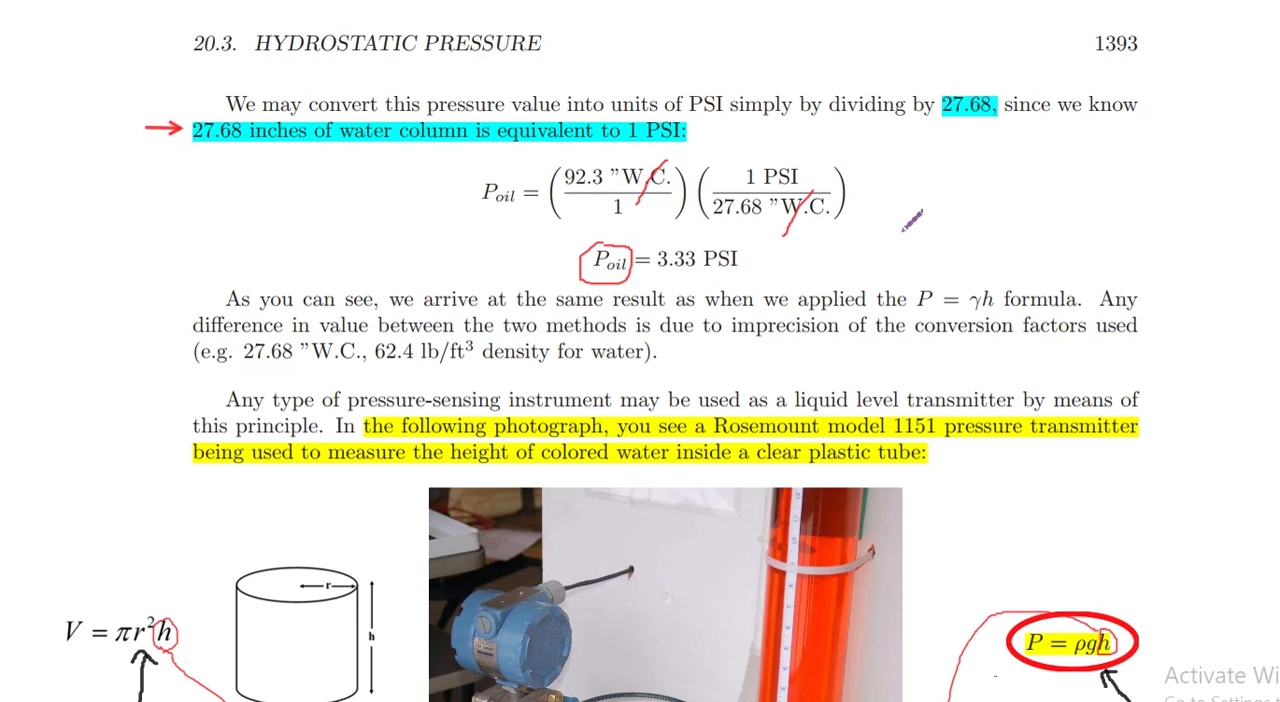 20.3. HYDROSTATIC PRESSURE 1393
We may convert this pressure value into units of PSI simply by dividing by 27.68, since we know
27.68 inches of water column is equivalent to 1 PSI:
P_oil = (92.3 ”W.C. / 1) (1 PSI / 27.68 ”W.C.)
P_oil = 3.33 PSI
As you can see, we arrive at the same result as when we applied the P = γh formula. Any
difference in value between the two methods is due to imprecision of the conversion factors used
(e.g. 27.68 ”W.C., 62.4 lb/ft³ density for water).
Any type of pressure-sensing instrument may be used as a liquid level transmitter by means of
this principle. In the following photograph, you see a Rosemount model 1151 pressure transmitter
being used to measure the height of colored water inside a clear plastic tube:
r
h
V = πr²h
P = ρgh
Activate Wi